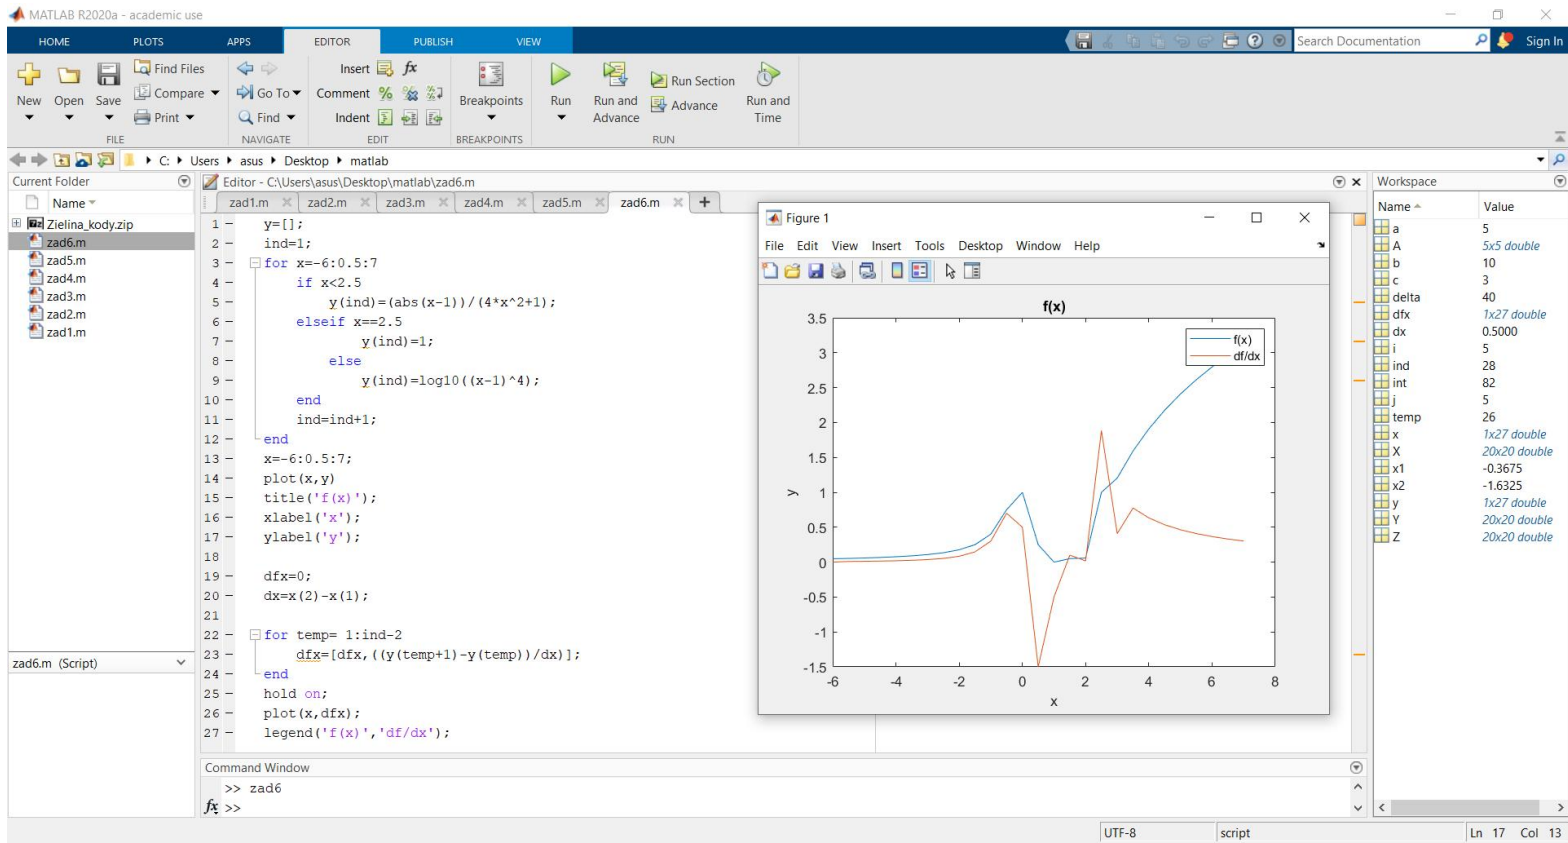 MATLAB R2020a - academic use
HOME PLOTS APPS EDITOR PUBLISH VIEW
Search Documentation
Sign In
New Open Save
Find Files
Compare
Print
FILE
Go To
Find
NAVIGATE
Insert fx
Comment
Indent
EDIT
Breakpoints
BREAKPOINTS
Run
Run and Advance
Run Section
Advance
Run and Time
RUN
C: Users asus Desktop matlab
Current Folder
Name
Zielina_kody.zip
zad6.m
zad5.m
zad4.m
zad3.m
zad2.m
zad1.m
zad6.m (Script)
Editor - C:\Users\asus\Desktop\matlab\zad6.m
zad1.m zad2.m zad3.m zad4.m zad5.m zad6.m +
1 - y=[];
2 - ind=1;
3 - for x=-6:0.5:7
4 - if x<2.5
5 - y(ind)=(abs(x-1))/(4*x^2+1);
6 - elseif x==2.5
7 - y(ind)=1;
8 - else
9 - y(ind)=log10((x-1)^4);
10 - end
11 - ind=ind+1;
12 - end
13 - x=-6:0.5:7;
14 - plot(x,y)
15 - title('f(x)');
16 - xlabel('x');
17 - ylabel('y');
18
19 - dfx=0;
20 - dx=x(2)-x(1);
21
22 - for temp= 1:ind-2
23 - dfx=[dfx,((y(temp+1)-y(temp))/dx)];
24 - end
25 - hold on;
26 - plot(x,dfx);
27 - legend('f(x)','df/dx');
Figure 1
File Edit View Insert Tools Desktop Window Help
f(x)
3.5
3
2.5
2
1.5
1
0.5
0
-0.5
-1
-1.5
y
-6 -4 -2 0 2 4 6 8
x
f(x)
df/dx
Command Window
>> zad6
fx >>
Workspace
Name Value
a 5
A 5x5 double
b 10
c 3
delta 40
dfx 1x27 double
dx 0.5000
i 5
ind 28
int 82
j 5
temp 26
x 1x27 double
X 20x20 double
x1 -0.3675
x2 -1.6325
y 1x27 double
Y 20x20 double
Z 20x20 double
UTF-8 script Ln 17 Col 13